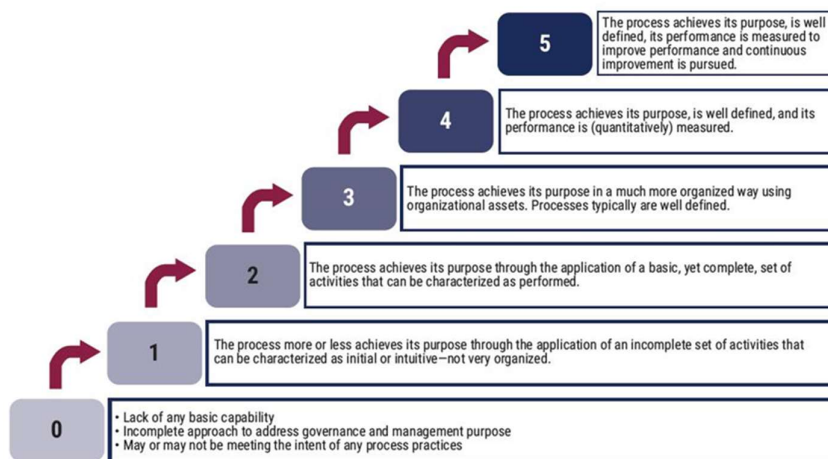 5
The process achieves its purpose, is well
defined, its performance is measured to
improve performance and continuous
improvement is pursued.
4
The process achieves its purpose, is well defined, and its
performance is (quantitatively) measured.
3
The process achieves its purpose in a much more organized way using
organizational assets. Processes typically are well defined.
2
The process achieves its purpose through the application of a basic, yet complete, set of
activities that can be characterized as performed.
1
The process more or less achieves its purpose through the application of an incomplete set of activities that
can be characterized as initial or intuitive—not very organized.
0
• Lack of any basic capability
• Incomplete approach to address governance and management purpose
• May or may not be meeting the intent of any process practices